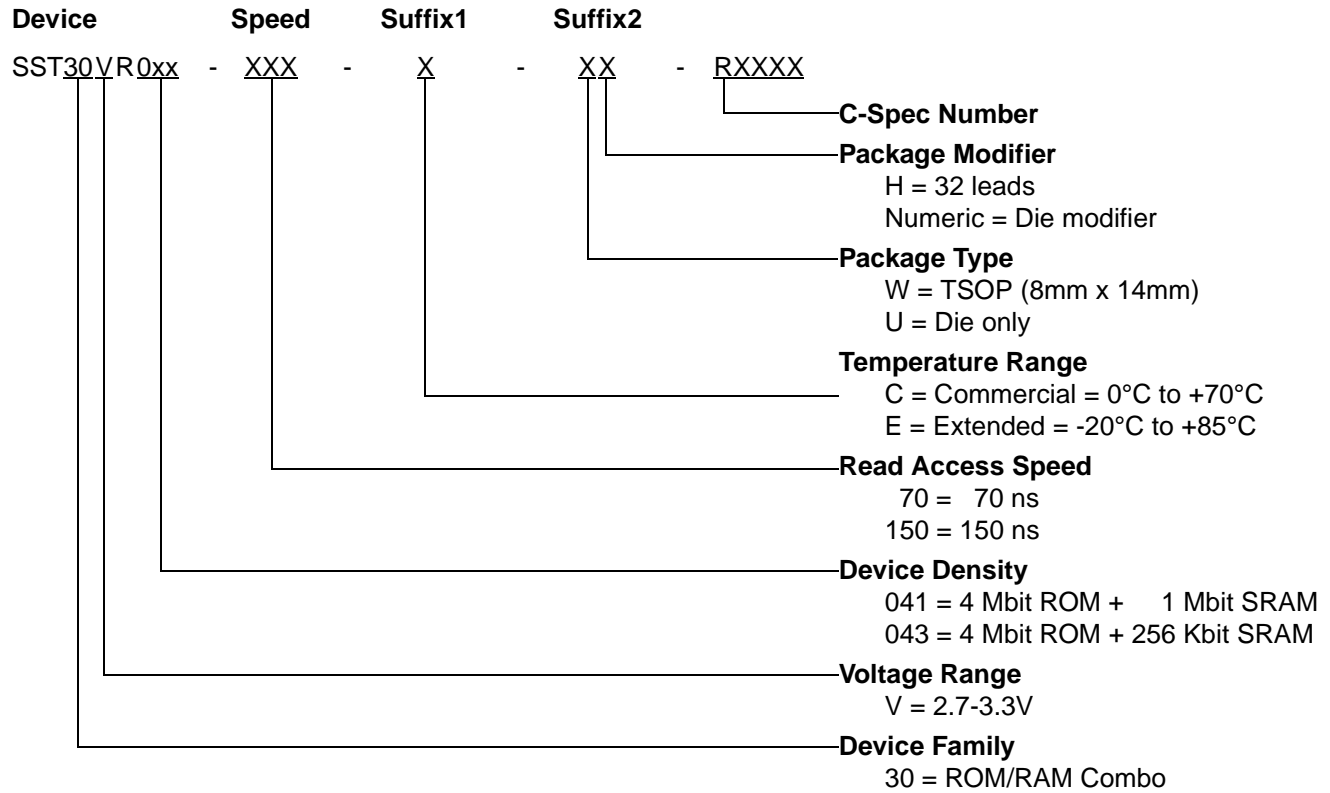 Device Speed Suffix1 Suffix2
SST30VR0xx - XXX - X - XX - RXXXX
C-Spec Number
Package Modifier
H = 32 leads
Numeric = Die modifier
Package Type
W = TSOP (8mm x 14mm)
U = Die only
Temperature Range
C = Commercial = 0°C to +70°C
E = Extended = -20°C to +85°C
Read Access Speed
70 = 70 ns
150 = 150 ns
Device Density
041 = 4 Mbit ROM + 1 Mbit SRAM
043 = 4 Mbit ROM + 256 Kbit SRAM
Voltage Range
V = 2.7-3.3V
Device Family
30 = ROM/RAM Combo